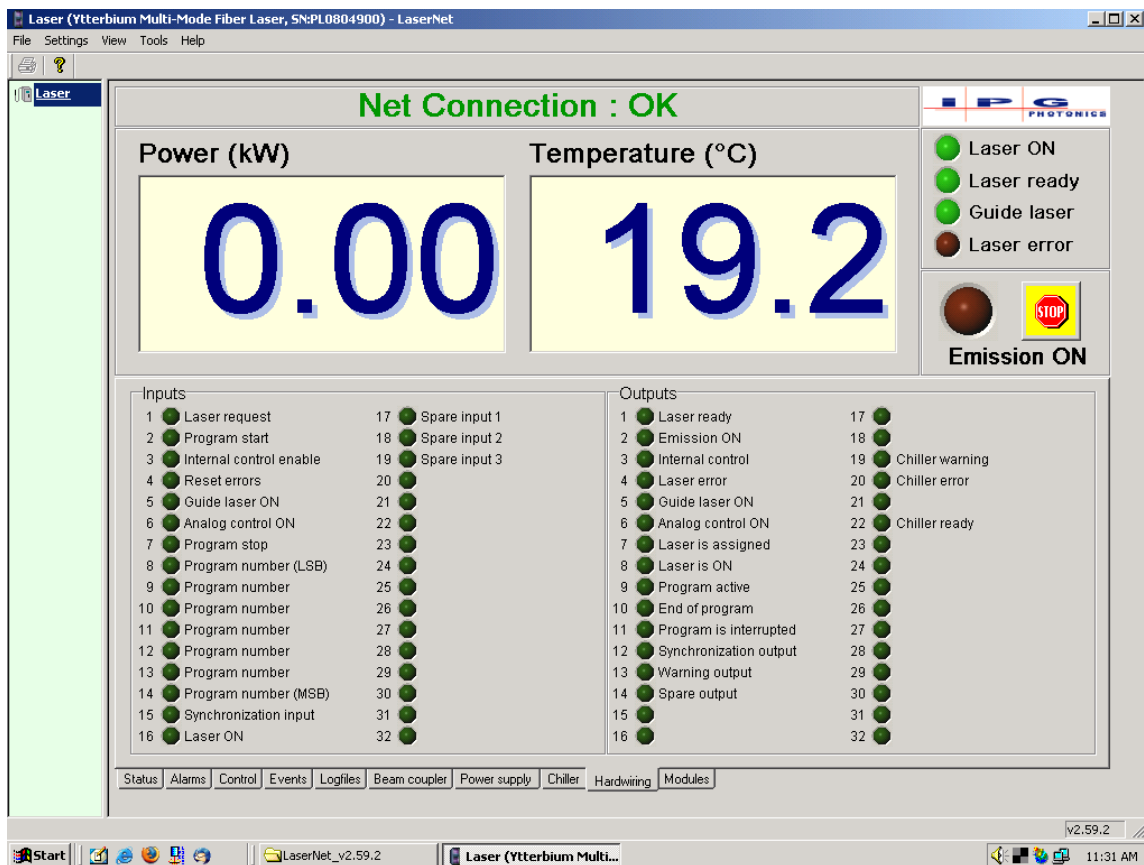 Laser (Ytterbium Multi-Mode Fiber Laser, SN:PL0804900) - LaserNet
File Settings View Tools Help
Laser
Net Connection : OK
IPG
PHOTONICS
Power (kW)
0.00
Temperature (°C)
19.2
Laser ON
Laser ready
Guide laser
Laser error
STOP
Emission ON
Inputs
1 Laser request
2 Program start
3 Internal control enable
4 Reset errors
5 Guide laser ON
6 Analog control ON
7 Program stop
8 Program number (LSB)
9 Program number
10 Program number
11 Program number
12 Program number
13 Program number
14 Program number (MSB)
15 Synchronization input
16 Laser ON
17 Spare input 1
18 Spare input 2
19 Spare input 3
20
21
22
23
24
25
26
27
28
29
30
31
32
Outputs
1 Laser ready
2 Emission ON
3 Internal control
4 Laser error
5 Guide laser ON
6 Analog control ON
7 Laser is assigned
8 Laser is ON
9 Program active
10 End of program
11 Program is interrupted
12 Synchronization output
13 Warning output
14 Spare output
15
16
17
18
19 Chiller warning
20 Chiller error
21
22 Chiller ready
23
24
25
26
27
28
29
30
31
32
Status Alarms Control Events Logfiles Beam coupler Power supply Chiller Hardwiring Modules
v2.59.2
Start LaserNet_v2.59.2 Laser (Ytterbium Multi... 11:31 AM